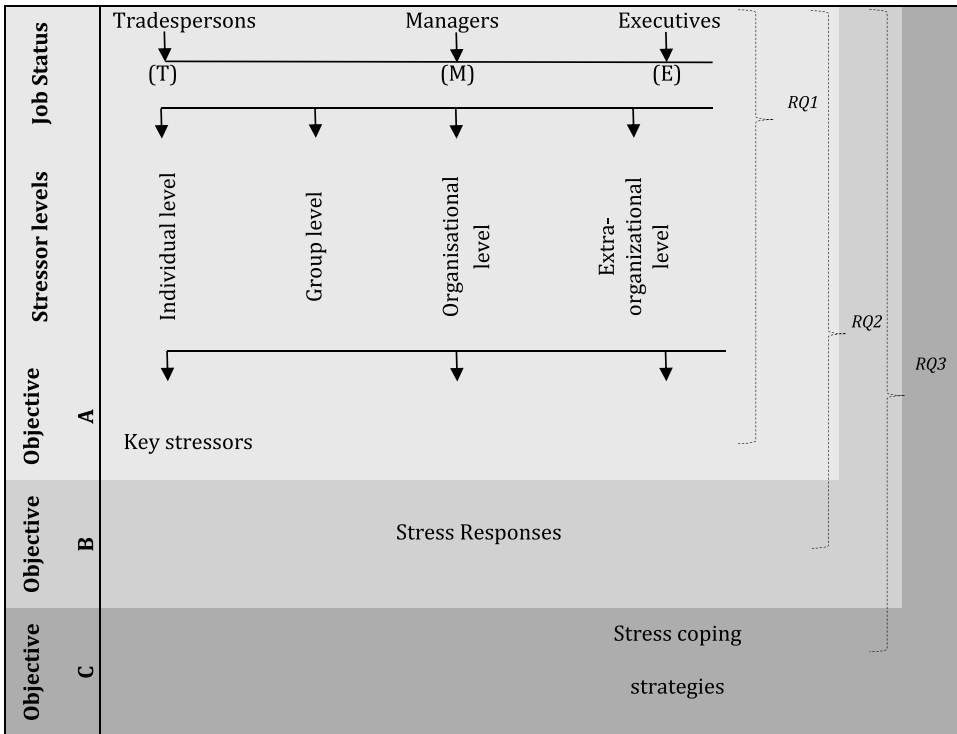 Job Status
Tradespersons
Managers
Executives
(T)
(M)
(E)
RQ1
Stressor levels
Individual level
Group level
Organisational
level
Extra-
organizational
level
RQ2
RQ3
Objective
A
Key stressors
Objective
B
Stress Responses
Objective
C
Stress coping
strategies